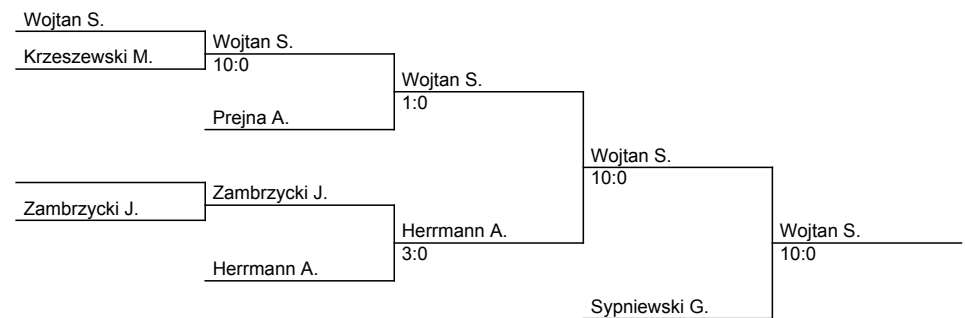 Wojtan S.
Krzeszewski M.
Wojtan S.
10:0
Prejna A.
Wojtan S.
1:0
Zambrzycki J.
Zambrzycki J.
Herrmann A.
Herrmann A.
3:0
Wojtan S.
10:0
Sypniewski G.
Wojtan S.
10:0